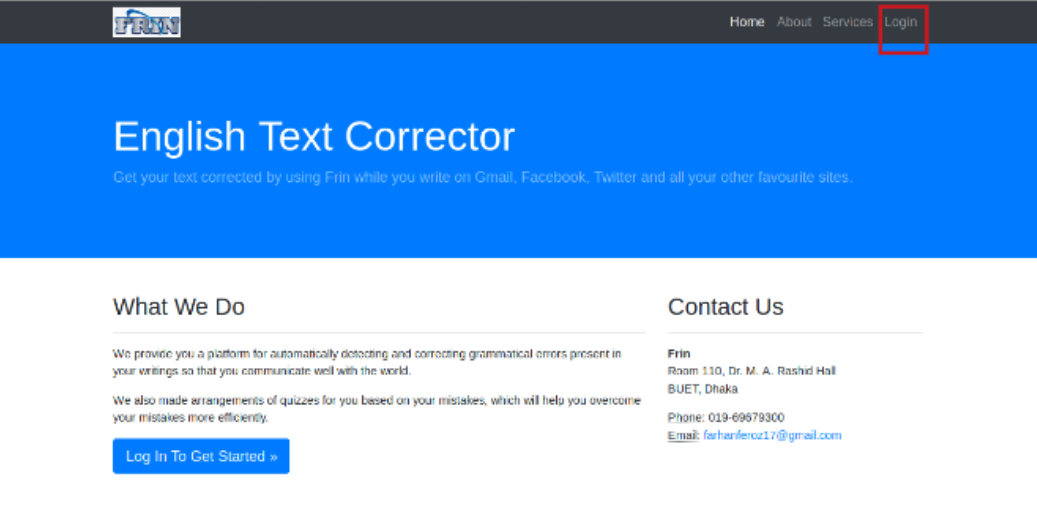 FRIN
Home About Services Login
English Text Corrector
Get your text corrected by using Frin while you write on Gmail, Facebook, Twitter and all your other favourite sites.
What We Do
We provide you a platform for automatically detecting and correcting grammatical errors present in
your writings so that you communicate well with the world.
We also made arrangements of quizzes for you based on your mistakes, which will help you overcome
your mistakes more efficiently.
Log In To Get Started »
Contact Us
Frin
Room 110, Dr. M. A. Rashid Hall
BUET, Dhaka
Phone: 019-69679300
Email: farhanferoz17@gmail.com